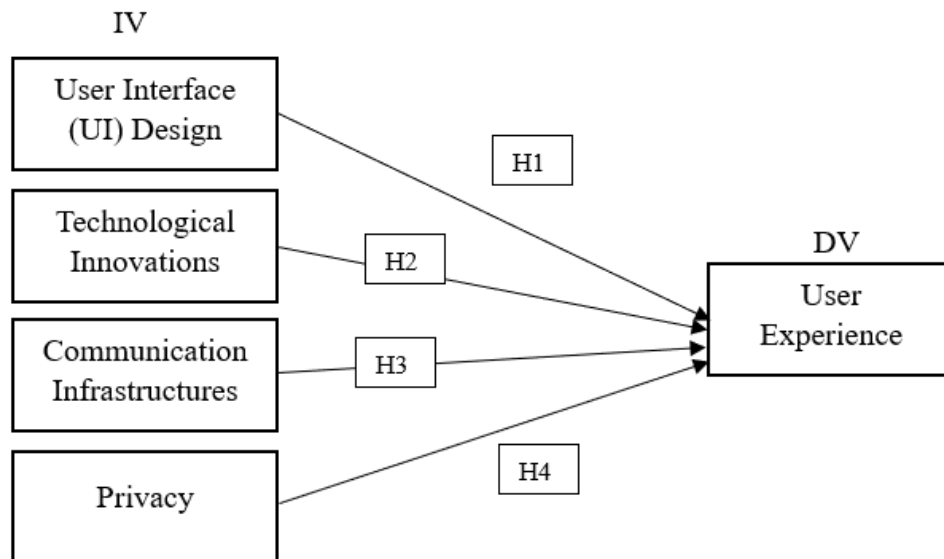 IV
User Interface
(UI) Design
H1
Technological
Innovations
H2
DV
User
Experience
Communication
Infrastructures
H3
Privacy
H4